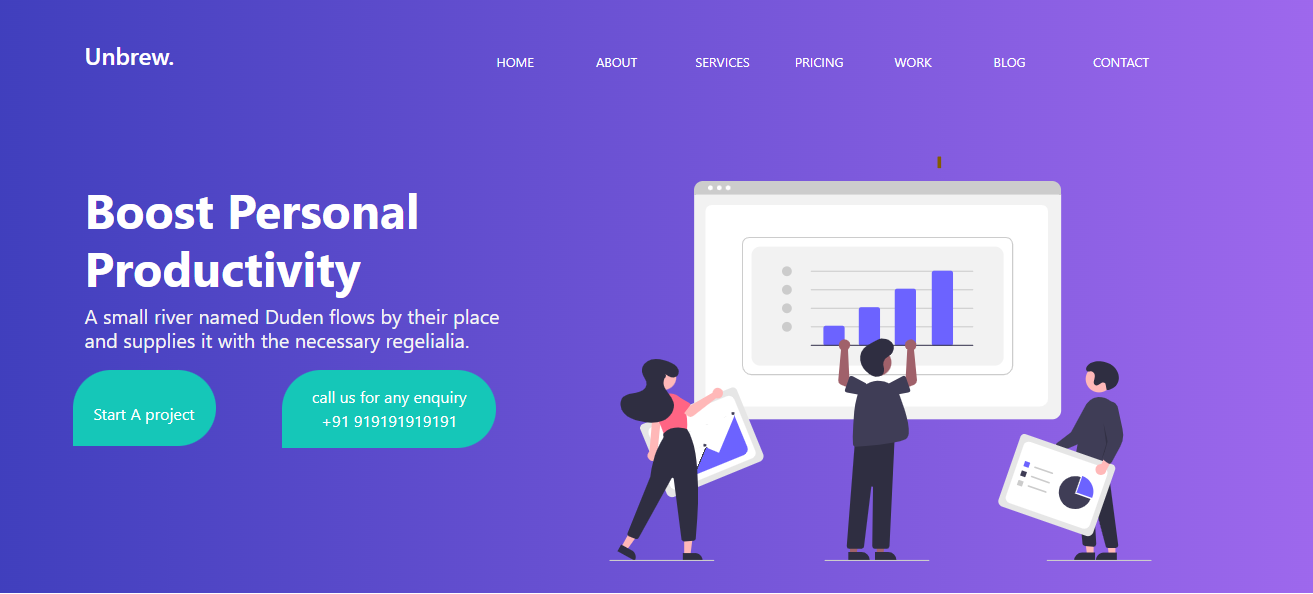 Unbrew.
HOME ABOUT SERVICES PRICING WORK BLOG CONTACT
Boost Personal
Productivity
A small river named Duden flows by their place
and supplies it with the necessary regelialia.
Start A project
call us for any enquiry
+91 919191919191